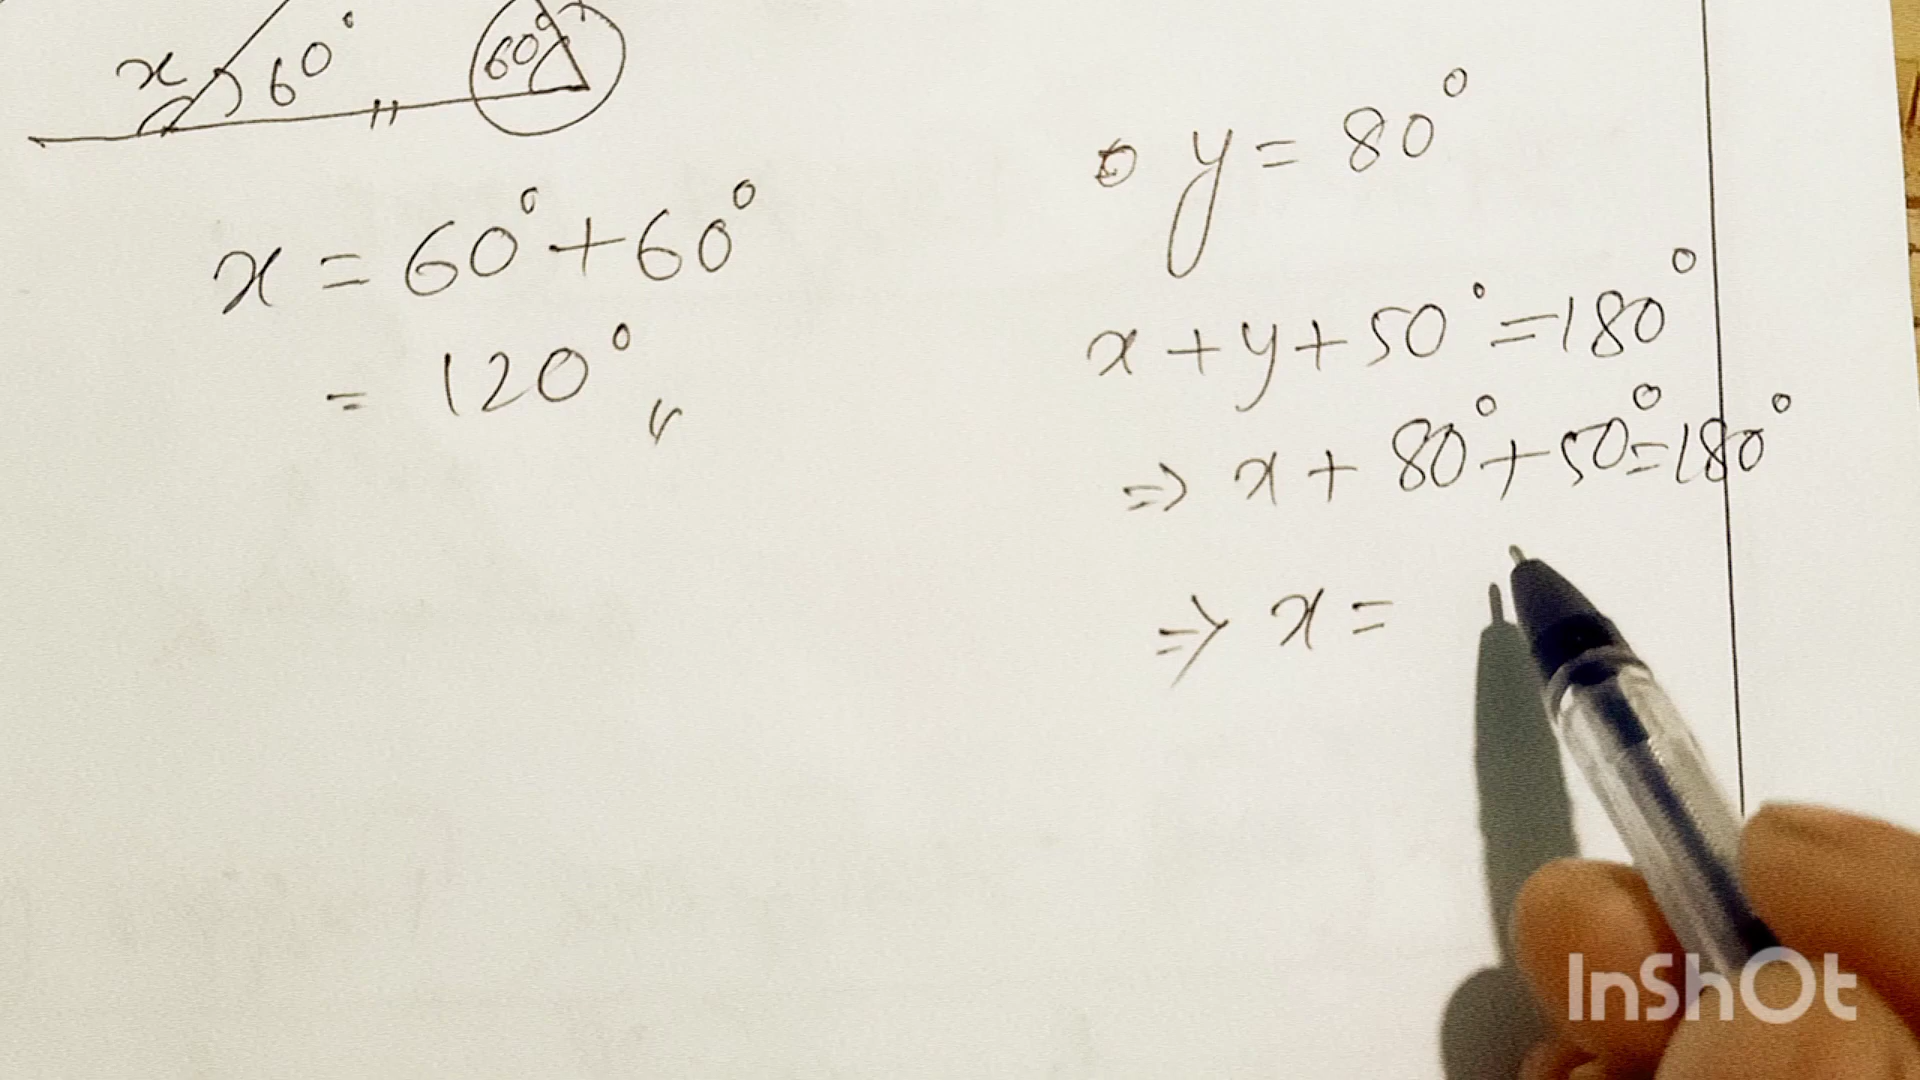 x 60° 60°
x = 60° + 60°
= 120°
y = 80°
x + y + 50° = 180°
⇒ x + 80° + 50° = 180°
⇒ x =
InShOt